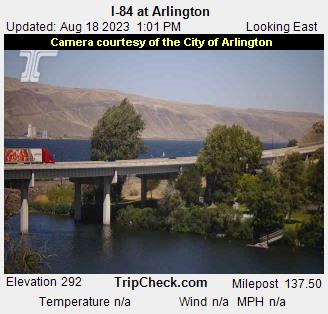 I-84 at Arlington
Updated: Aug 18 2023 1:01 PM Looking East
Camera courtesy of the City of Arlington
Elevation 292 TripCheck.com Milepost 137.50
Temperature n/a Wind n/a MPH n/a